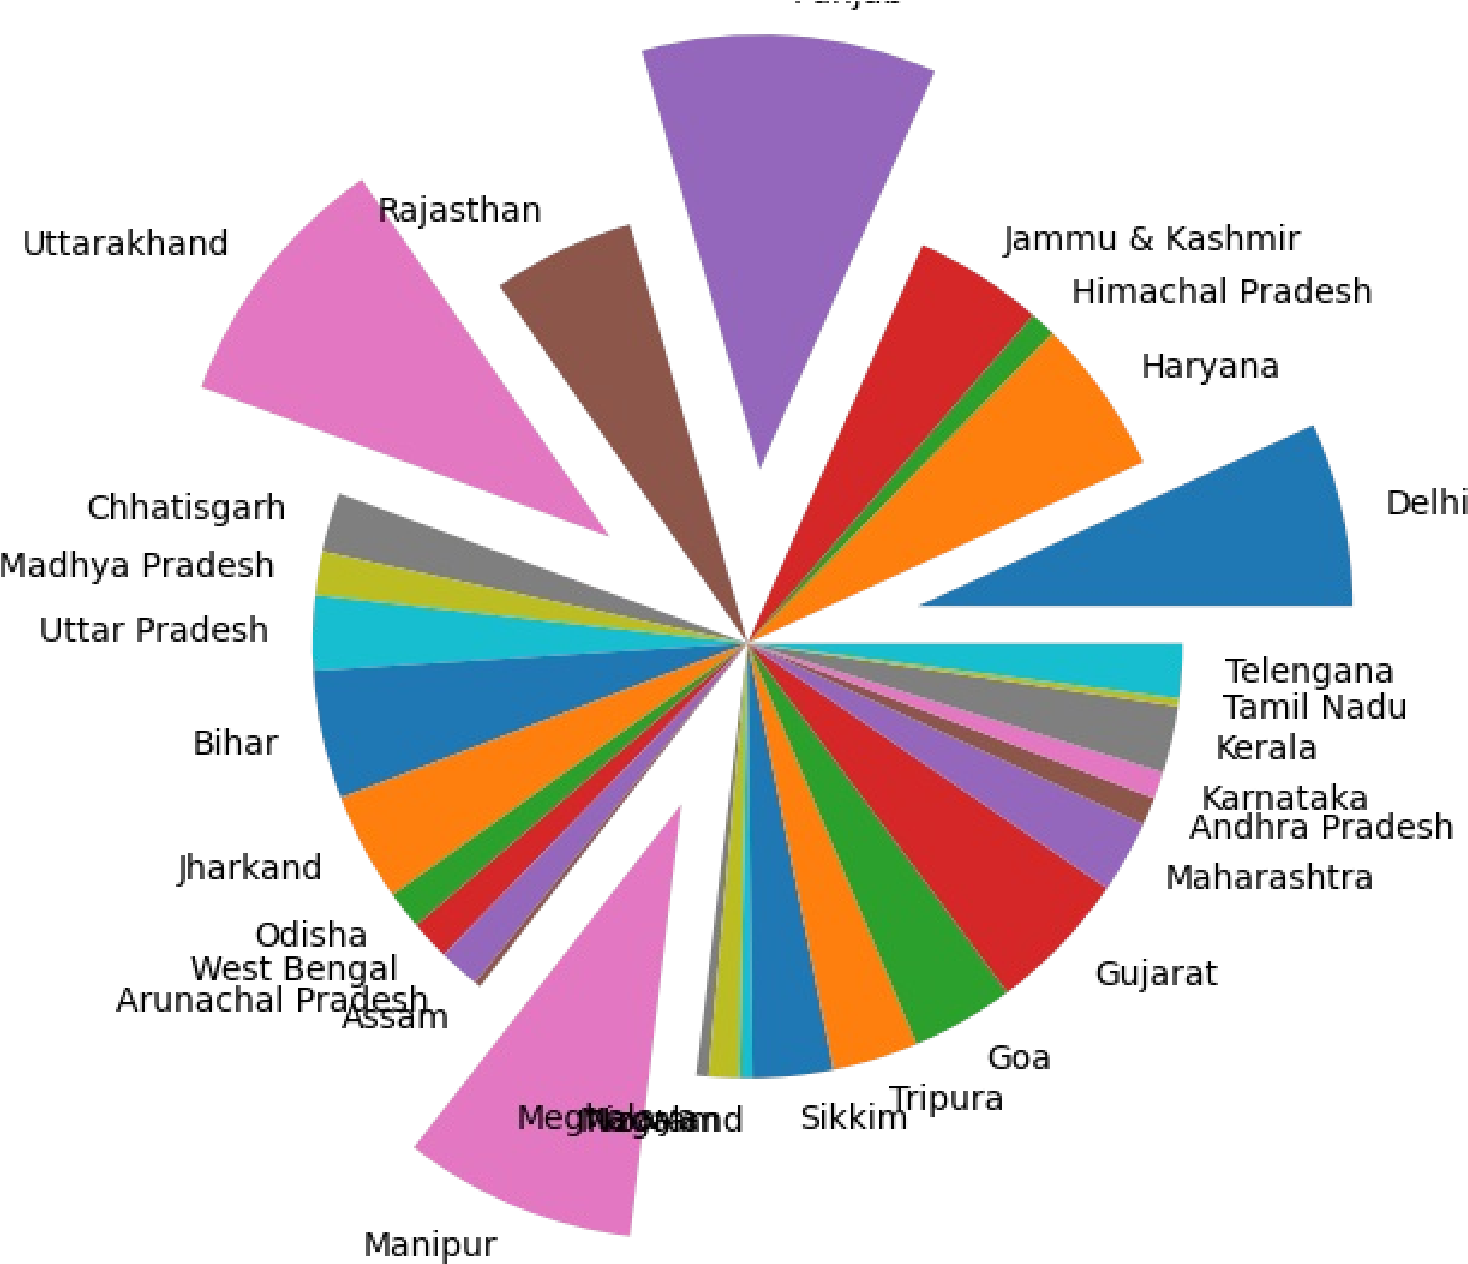 Rajasthan
Uttarakhand
Jammu & Kashmir
Himachal Pradesh
Haryana
Delhi
Chhatisgarh
Madhya Pradesh
Uttar Pradesh
Telengana
Tamil Nadu
Bihar
Kerala
Karnataka
Andhra Pradesh
Jharkand
Maharashtra
Odisha
West Bengal
Gujarat
Arunachal Pradesh
Assam
Goa
Tripura
Sikkim
Manipur